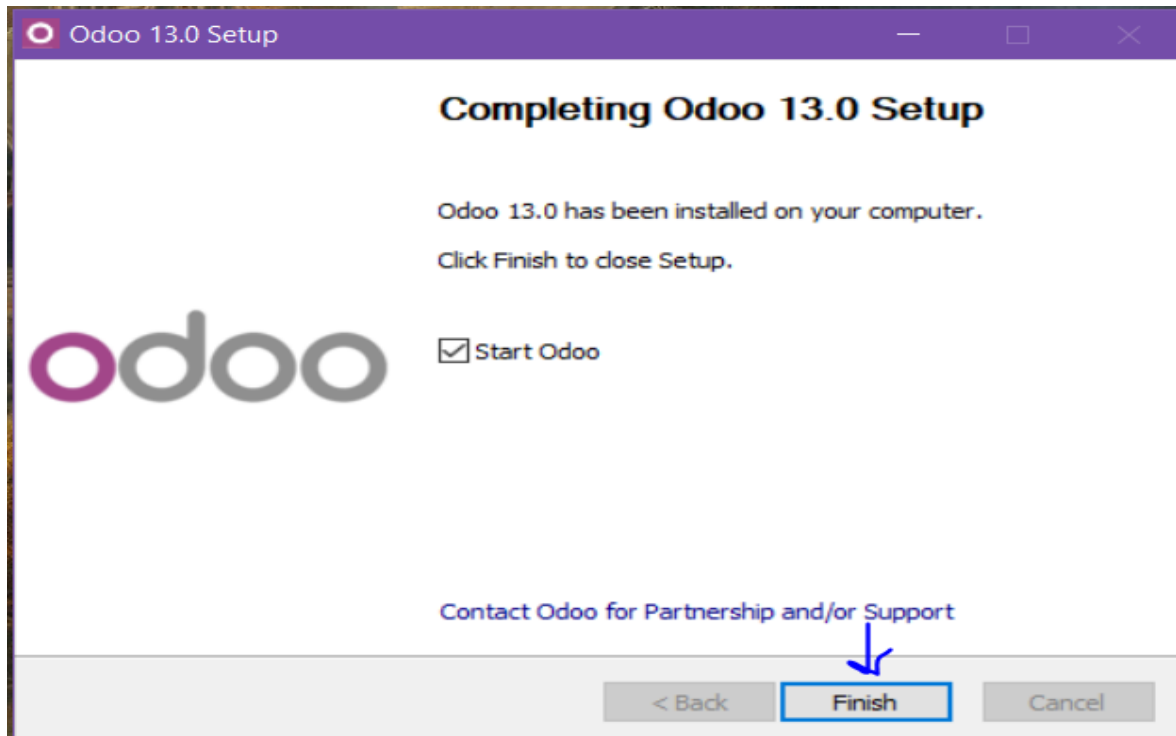 Odoo 13.0 Setup
Completing Odoo 13.0 Setup
Odoo 13.0 has been installed on your computer.
Click Finish to close Setup.
odoo
Start Odoo
Contact Odoo for Partnership and/or Support
< Back
Finish
Cancel